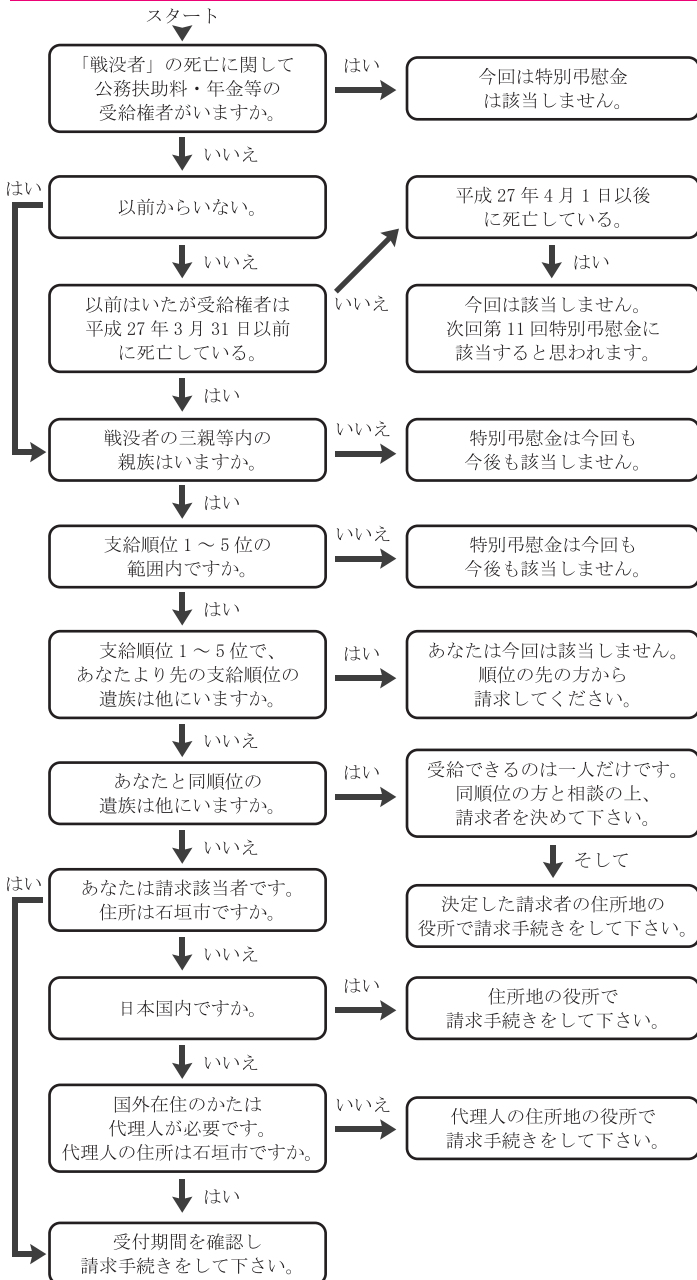 スタート
「戦没者」の死亡に関して
公務扶助料・年金等の
受給権者がいますか。
はい
今回は特別弔慰金
は該当しません。
いいえ
はい
以前からいない。
平成 27 年 4 月 1 日以後
に死亡している。
いいえ
はい
以前はいたが受給権者は
平成 27 年 3 月 31 日以前
に死亡している。
いいえ
今回は該当しません。
次回第 11 回特別弔慰金に
該当すると思われます。
はい
戦没者の三親等内の
親族はいますか。
いいえ
特別弔慰金は今回も
今後も該当しません。
はい
支給順位 1 ～ 5 位の
範囲内ですか。
いいえ
特別弔慰金は今回も
今後も該当しません。
はい
支給順位 1 ～ 5 位で、
あなたより先の支給順位の
遺族は他にいますか。
はい
あなたは今回は該当しません。
順位の先の方から
請求してください。
いいえ
あなたと同順位の
遺族は他にいますか。
はい
受給できるのは一人だけです。
同順位の方と相談の上、
請求者を決めて下さい。
いいえ
そして
はい
あなたは請求該当者です。
住所は石垣市ですか。
決定した請求者の住所地の
役所で請求手続きをして下さい。
いいえ
日本国内ですか。
はい
住所地の役所で
請求手続きをして下さい。
いいえ
国外在住のかたは
代理人が必要です。
代理人の住所は石垣市ですか。
いいえ
代理人の住所地の役所で
請求手続きをして下さい。
はい
受付期間を確認し
請求手続きをして下さい。